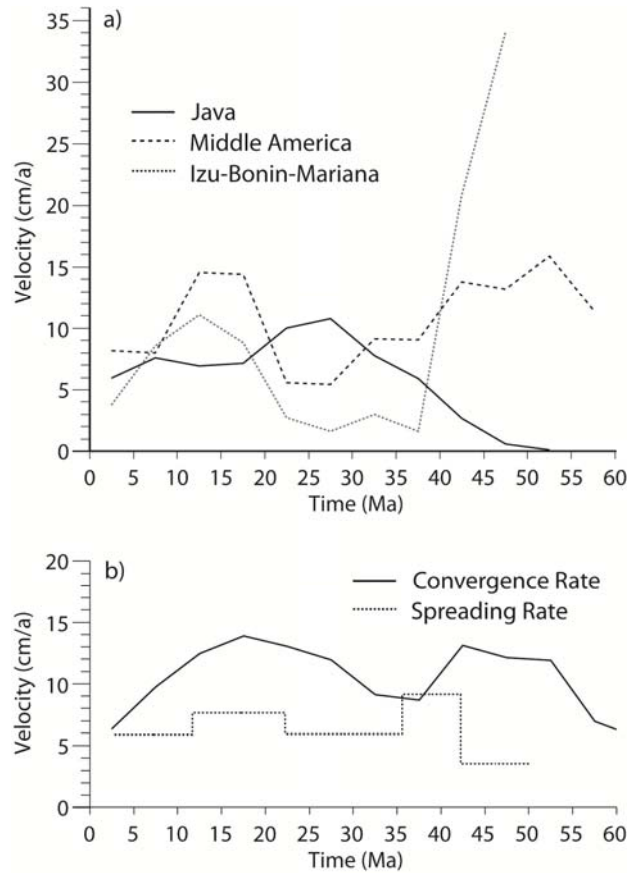 a)
35
30
25
20
15
10
5
0
Velocity (cm/a)
Java
Middle America
Izu-Bonin-Mariana
0 5 10 15 20 25 30 35 40 45 50 55 60
Time (Ma)
b)
20
15
10
5
0
Velocity (cm/a)
Convergence Rate
Spreading Rate
0 5 10 15 20 25 30 35 40 45 50 55 60
Time (Ma)